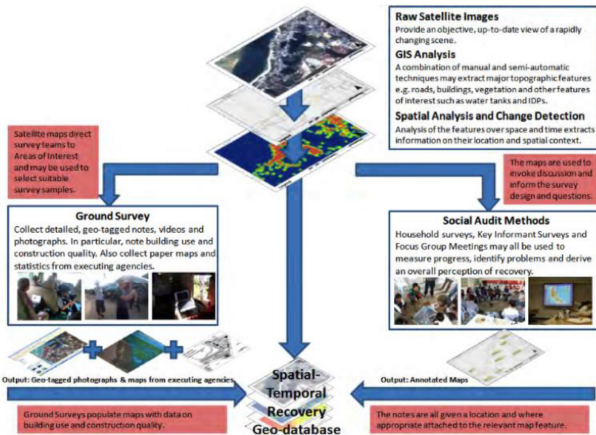 Raw Satellite Images
Provide an objective, up-to-date view of a rapidly
changing scene.
GIS Analysis
A combination of manual and semi-automatic
techniques may extract major topographic features
e.g. roads, buildings, vegetation and other features
of interest such as water tanks and IDPs.
Spatial Analysis and Change Detection
Analysis of the features over space and time extracts
information on their location and spatial context.
Satellite maps direct
survey teams to
Areas of Interest
and may be used to
select suitable
survey samples.
The maps are used to
invoke discussion and
inform the survey
design and questions.
Ground Survey
Collect detailed, geo-tagged notes, videos and
photographs. In particular, note building use and
construction quality. Also collect paper maps and
statistics from executing agencies.
Social Audit Methods
Household surveys, Key Informant Surveys and
Focus Group Meetings may all be used to
measure progress, identify problems and derive
an overall perception of recovery.
Output: Geo-tagged photographs & maps from executing agencies
Output: Annotated Maps
Spatial-
Temporal
Recovery
Geo-database
Ground Surveys populate maps with data on
building use and construction quality.
The notes are all given a location and where
appropriate attached to the relevant map feature.